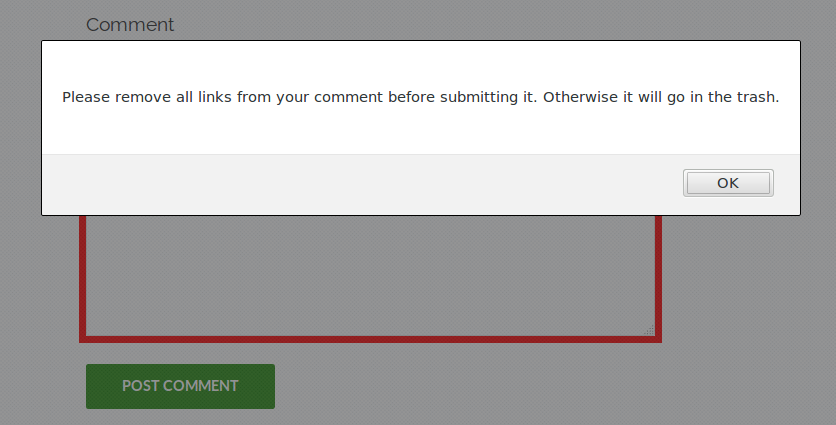 Comment
Please remove all links from your comment before submitting it. Otherwise it will go in the trash.
OK
POST COMMENT